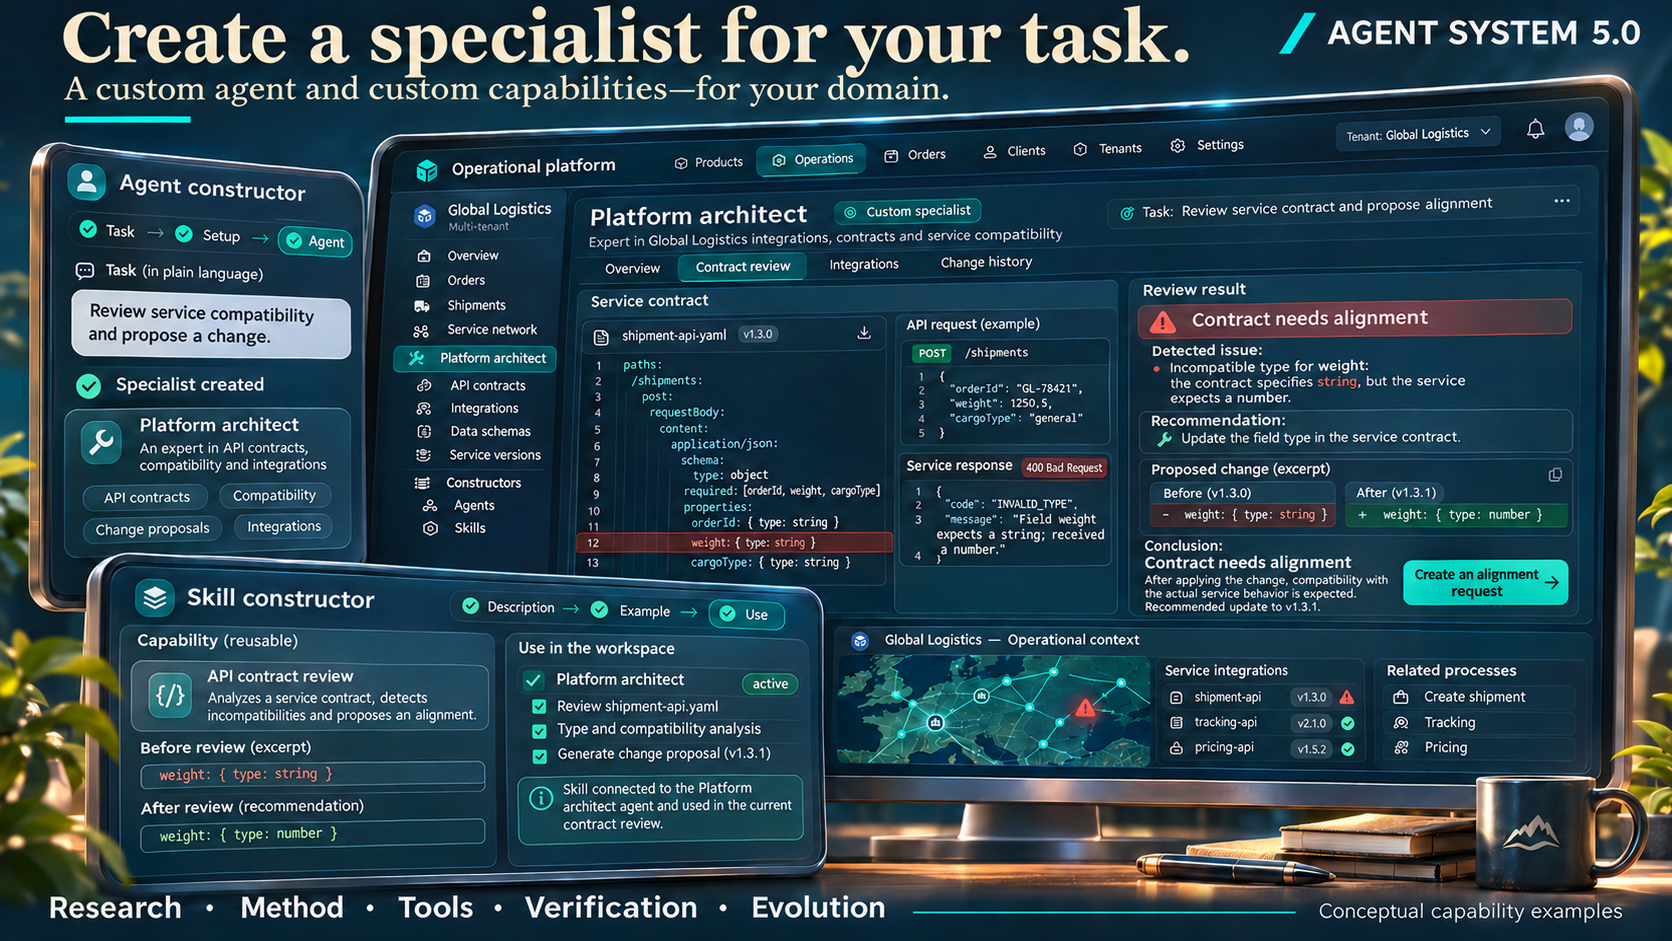 Create a specialist for your task.
A custom agent and custom capabilities—for your domain.
AGENT SYSTEM 5.0
Agent constructor
Task → Setup → Agent
Task (in plain language)
Review service compatibility
and propose a change.
Specialist created
Platform architect
An expert in API contracts,
compatibility and integrations
API contracts
Compatibility
Change proposals
Integrations
Operational platform
Products
Operations
Orders
Clients
Tenants
Settings
Tenant: Global Logistics
Global Logistics
Multi-tenant
Overview
Orders
Shipments
Service network
Platform architect
API contracts
Integrations
Data schemas
Service versions
Constructors
Agents
Skills
Platform architect
Custom specialist
Expert in Global Logistics integrations, contracts and service compatibility
Task: Review service contract and propose alignment
Overview
Contract review
Integrations
Change history
Service contract
shipment-api-yaml v1.3.0
1 paths:
2 /shipments:
3 post:
4 requestBody:
5 content:
6 application/json:
7 schema:
8 type: object
9 required: [orderId, weight, cargoType]
10 properties:
11 orderId: { type: string }
12 weight: { type: string }
13 cargoType: { type: string }
API request (example)
POST /shipments
1 {
2 "orderId": "GL-78421",
3 "weight": 1250,5,
4 "cargoType": "general"
5 }
Service response 400 Bad Request
1 {
2 "code": "INVALID_TYPE",
3 "message": "Field weight
expects a string; received
a number."
4 }
Review result
Contract needs alignment
Detected issue:
• Incompatible type for weight:
the contract specifies string, but the service
expects a number.
Recommendation:
Update the field type in the service contract.
Proposed change (excerpt)
Before (v1.3.0)
- weight: { type: string }
After (v1.3.1)
+ weight: { type: number }
Conclusion:
Contract needs alignment
After applying the change, compatibility with
the actual service behavior is expected.
Recommended update to v1.3.1.
Create an alignment
request →
Skill constructor
Description → Example → Use
Capability (reusable)
{/}
API contract review
Analyzes a service contract, detects
incompatibilities and proposes an alignment.
Before review (excerpt)
weight: { type: string }
After review (recommendation)
weight: { type: number }
Use in the workspace
Platform architect active
Review shipment-api.yaml
Type and compatibility analysis
Generate change proposal (v1.3.1)
Skill connected to the Platform
architect agent and used in the current
contract review.
Global Logistics — Operational context
Service integrations
shipment-api v1.3.0
tracking-api v2.1.0
pricing-api v1.5.2
Related processes
Create shipment
Tracking
Pricing
Research • Method • Tools • Verification • Evolution
Conceptual capability examples